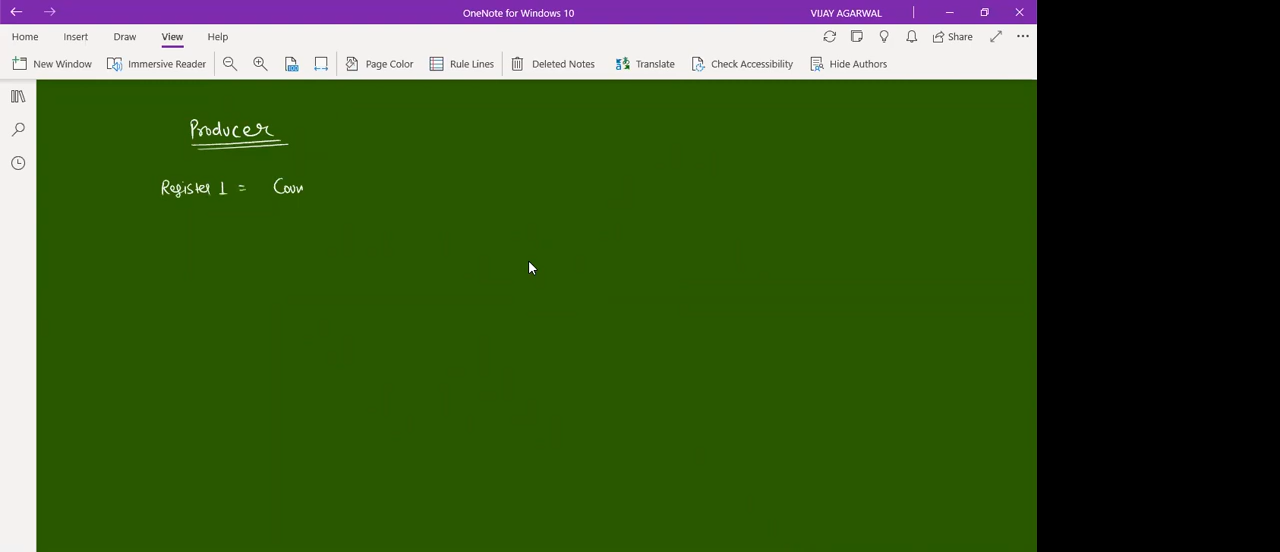 OneNote for Windows 10
VIJAY AGARWAL
Home Insert Draw View Help
Share
New Window Immersive Reader Page Color Rule Lines Deleted Notes Translate Check Accessibility Hide Authors
Producer
Register 1 = Coun